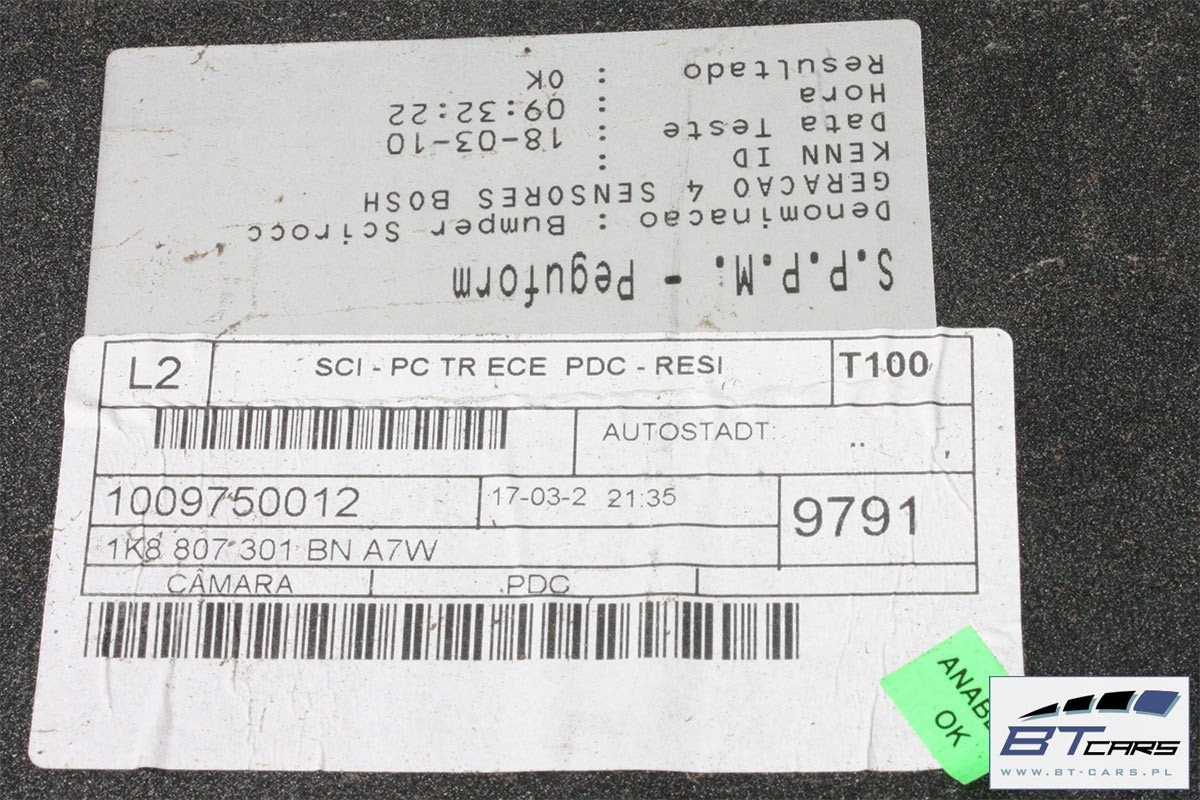 S.P.P.M. - Peguform
Denominacao : Bumper Scirocc
GERACAO 4 SENSORES BOSH
KENN ID :
Data Teste : 18-03-10
Hora : 09:32:22
Resultado : OK
L2
SCI - PC TR ECE PDC - RESI
T100
AUTOSTADT:
1009750012
17-03-2 21:35
9791
1K8 807 301 BN A7W
CÂMARA
PDC
OK
BT CARS
WWW.BT-CARS.PL